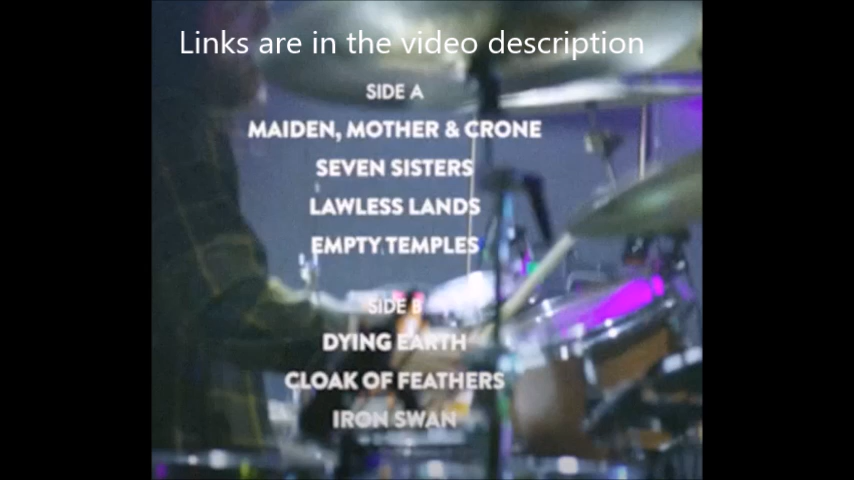 Links are in the video description
SIDE A
MAIDEN, MOTHER & CRONE
SEVEN SISTERS
LAWLESS LANDS
EMPTY TEMPLES
SIDE B
DYING EARTH
CLOAK OF FEATHERS
IRON SWAN